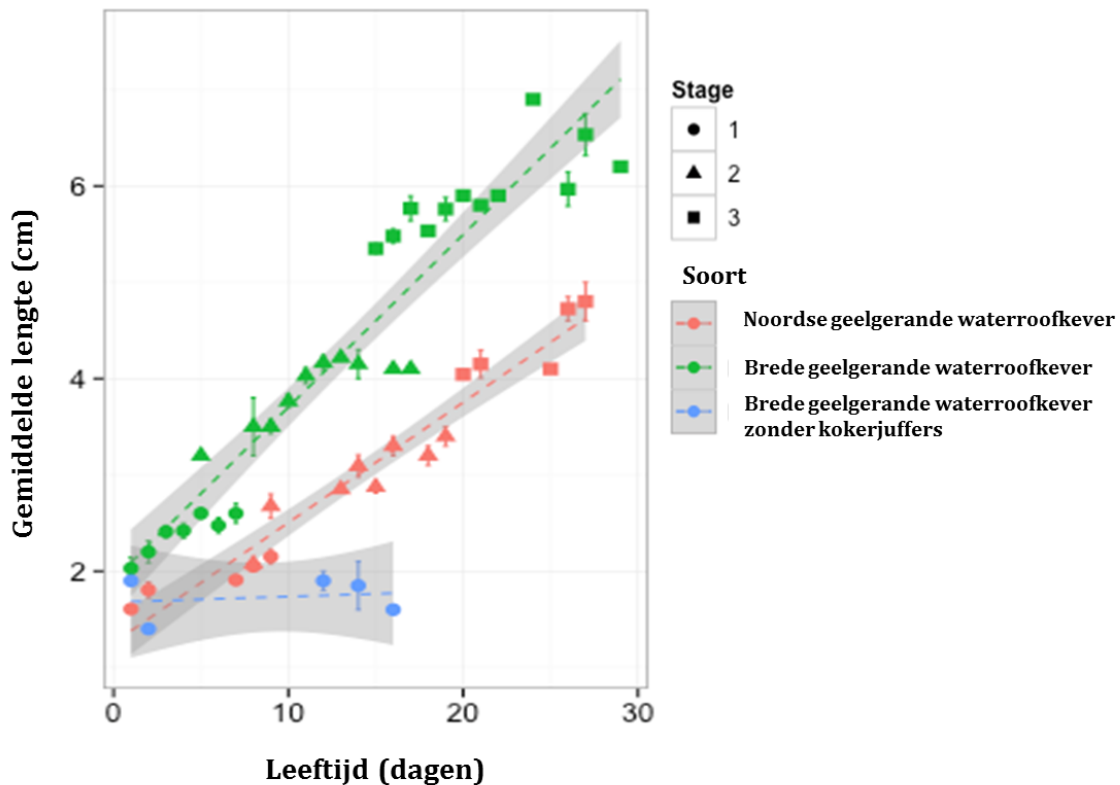 Gemiddelde lengte (cm)
6
4
2
0
10
20
30
Leeftijd (dagen)
Stage
1
2
3
Soort
Noordse geelgerande waterroofkever
Brede geelgerande waterroofkever
Brede geelgerande waterroofkever
zonder kokerjuffers